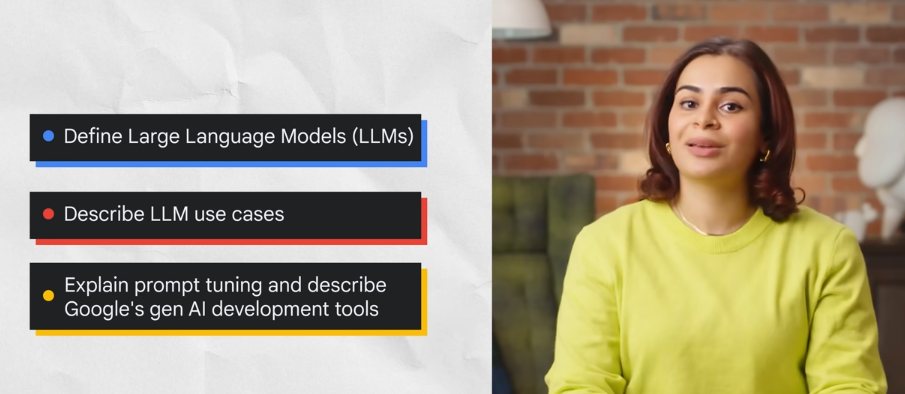 Define Large Language Models (LLMs)
Describe LLM use cases
Explain prompt tuning and describe
Google's gen AI development tools